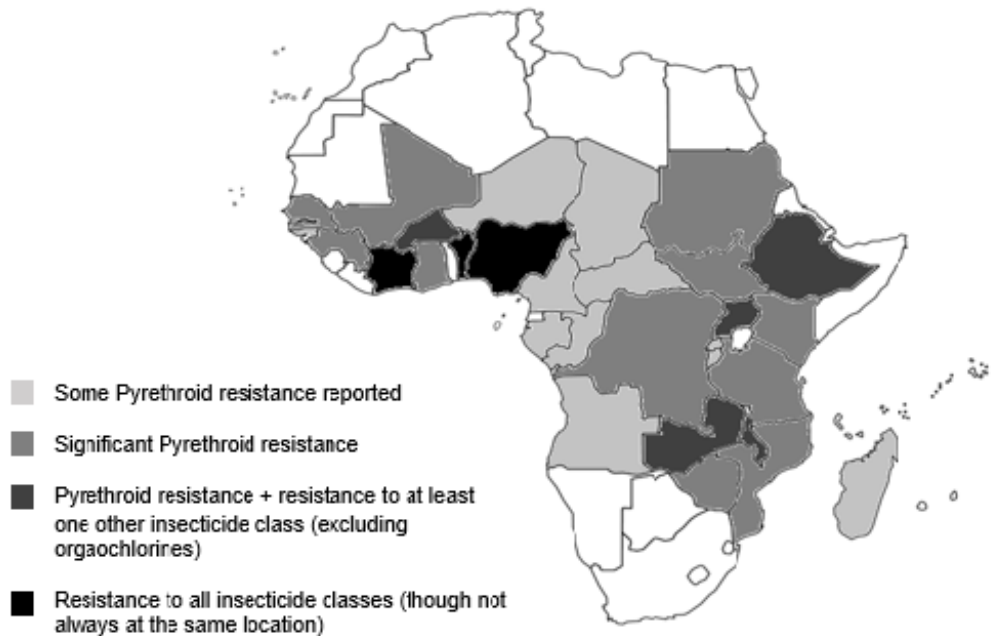 Some Pyrethroid resistance reported
Significant Pyrethroid resistance
Pyrethroid resistance + resistance to at least
one other insecticide class (excluding
orgaochlorines)
Resistance to all insecticide classes (though not
always at the same location)